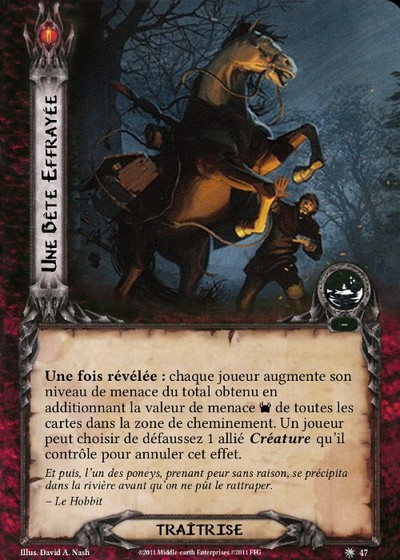 UNE BÊTE EFFRAYÉE
Une fois révélée : chaque joueur augmente son
niveau de menace du total obtenu en
additionnant la valeur de menace de toutes les
cartes dans la zone de cheminement. Un joueur
peut choisir de défaussez 1 allié Créature qu'il
contrôle pour annuler cet effet.
Et puis, l'un des poneys, prenant peur sans raison, se précipita
dans la rivière avant qu'on ne pût le rattraper.
– Le Hobbit
TRAÎTRISE
Illus. David A. Nash
©2011 Middle-earth Enterprises ©2011 FFG
47